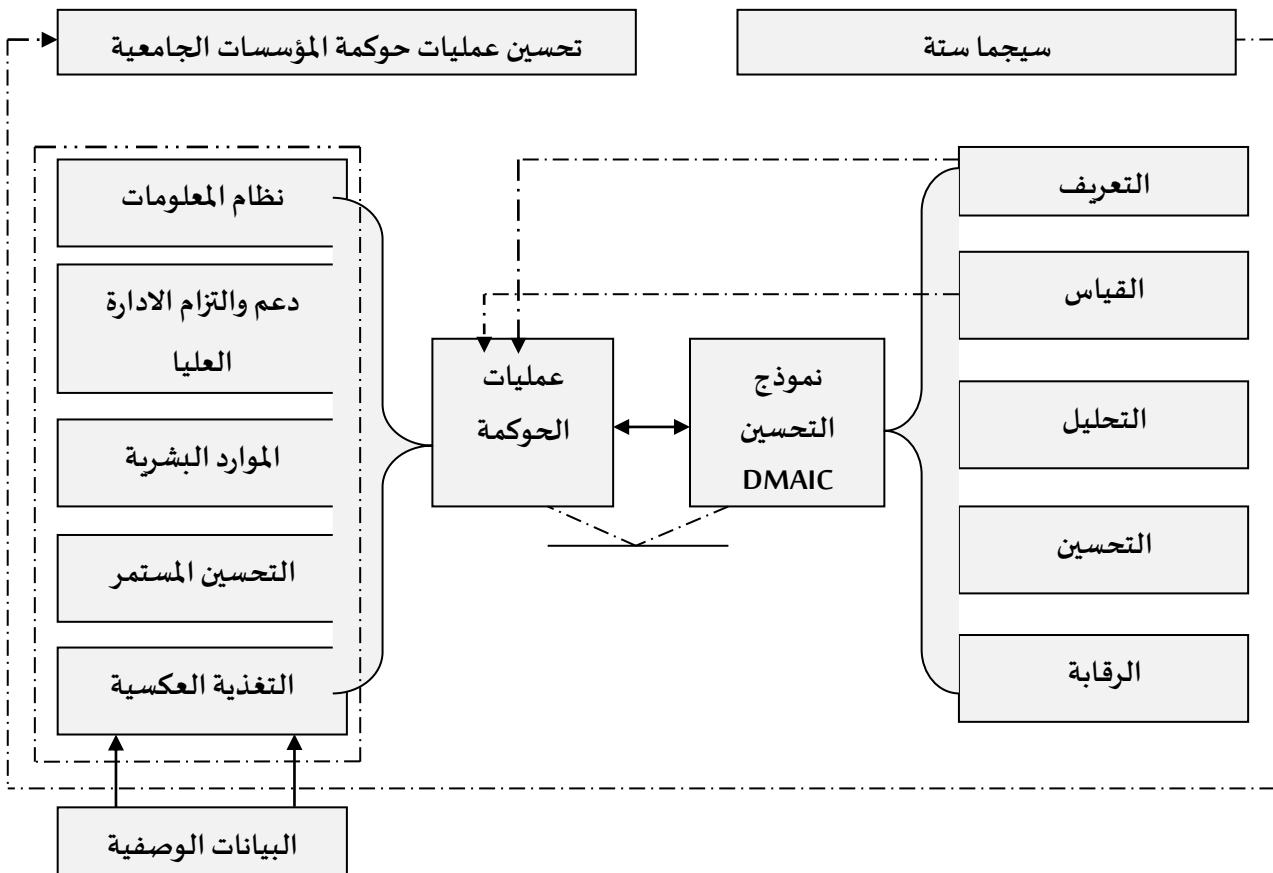 سيجما ستة
تحسين عمليات حوكمة المؤسسات الجامعية
التعريف
القياس
التحليل
التحسين
الرقابة
نموذج
التحسين
DMAIC
عمليات
الحوكمة
نظام المعلومات
دعم والتزام الادارة
العليا
الموارد البشرية
التحسين المستمر
التغذية العكسية
البيانات الوصفية